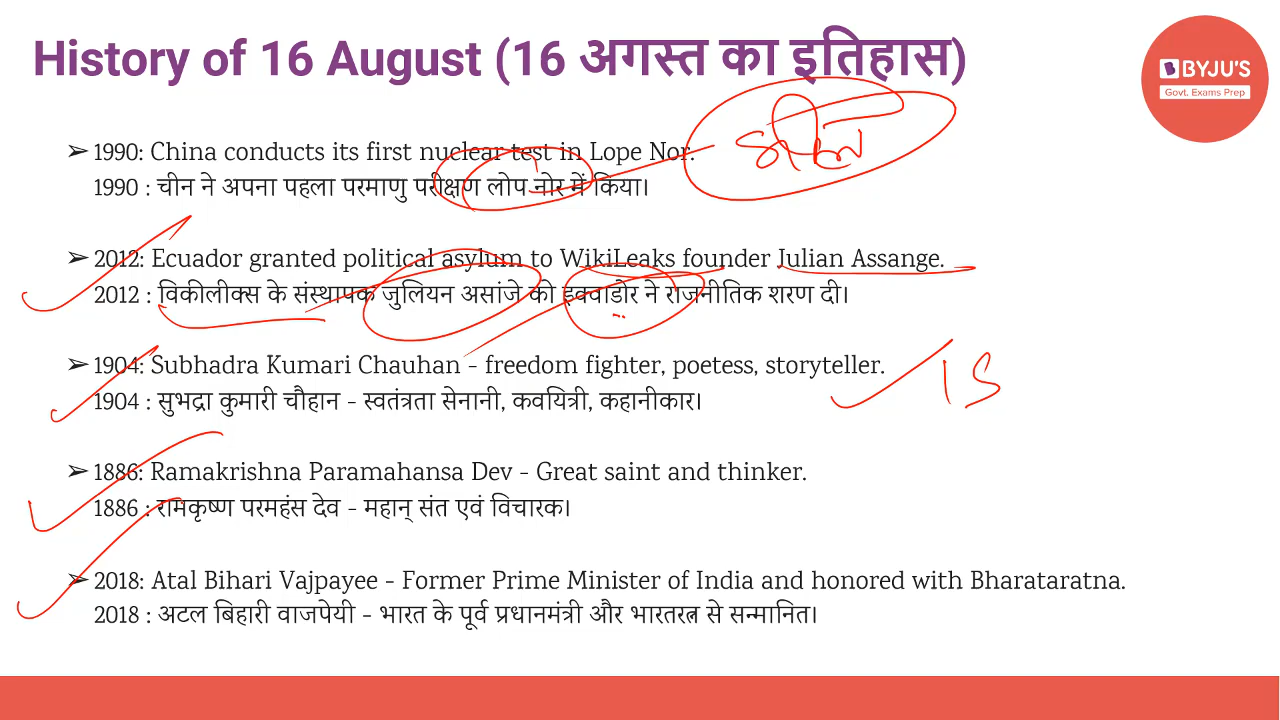 History of 16 August (16 अगस्त का इतिहास)
BYJU'S
Govt. Exams Prep
➢ 1990: China conducts its first nuclear test in Lope Nor.
1990 : चीन ने अपना पहला परमाणु परीक्षण लोप नोर में किया।
➢ 2012: Ecuador granted political asylum to WikiLeaks founder Julian Assange.
2012 : विकीलीक्स के संस्थापक जुलियन असांजे को इक्वाडोर ने राजनीतिक शरण दी।
➢ 1904: Subhadra Kumari Chauhan - freedom fighter, poetess, storyteller.
1904 : सुभद्रा कुमारी चौहान - स्वतंत्रता सेनानी, कवयित्री, कहानीकार।
➢ 1886: Ramakrishna Paramahansa Dev - Great saint and thinker.
1886 : रामकृष्ण परमहंस देव - महान् संत एवं विचारक।
➢ 2018: Atal Bihari Vajpayee - Former Prime Minister of India and honored with Bharataratna.
2018 : अटल बिहारी वाजपेयी - भारत के पूर्व प्रधानमंत्री और भारतरत्न से सन्मानित।